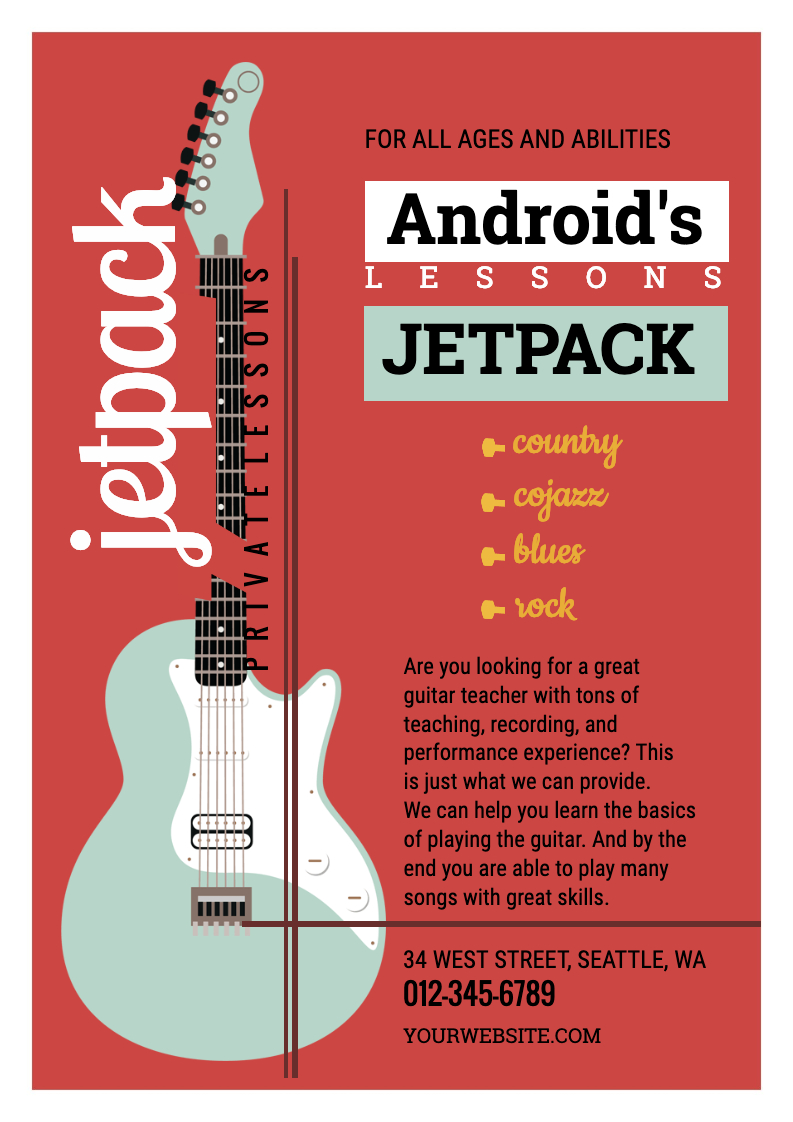 FOR ALL AGES AND ABILITIES
Android's
LESSONS
JETPACK
jetpack
PRIVATELESSONS
country
cojazz
blues
rock
Are you looking for a great
guitar teacher with tons of
teaching, recording, and
performance experience? This
is just what we can provide.
We can help you learn the basics
of playing the guitar. And by the
end you are able to play many
songs with great skills.
34 WEST STREET, SEATTLE, WA
012-345-6789
YOURWEBSITE.COM